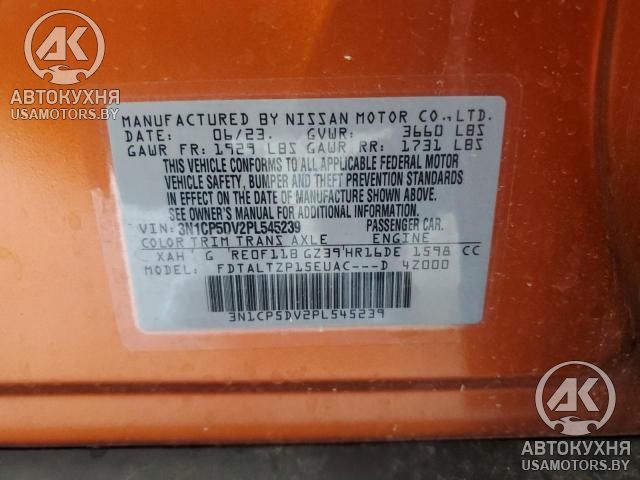 AK
АВТОКУХНЯ
USAMOTORS.BY
MANUFACTURED BY NISSAN MOTOR CO., LTD.
DATE: 06/23. GVWR: 3660 LBS
GAWR FR: 1929 LBS GAWR RR: 1731 LBS
THIS VEHICLE CONFORMS TO ALL APPLICABLE FEDERAL MOTOR
VEHICLE SAFETY, BUMPER AND THEFT PREVENTION STANDARDS
IN EFFECT ON THE DATE OF MANUFACTURE SHOWN ABOVE.
SEE OWNER'S MANUAL FOR ADDITIONAL INFORMATION.
VIN: 3N1CP5DV2PL545239 PASSENGER CAR.
COLOR TRIM TRANS AXLE ENGINE
XAH G RE0F11B GZ39 HR16DE 1598 CC
MODEL: FDTALTZP15EUAC---D 4Z000
3N1CP5DV2PL545239
AK
АВТОКУХНЯ
USAMOTORS.BY